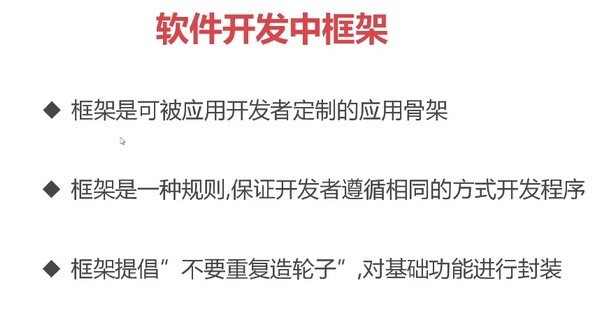 软件开发中框架
◆ 框架是可被应用开发者定制的应用骨架
◆ 框架是一种规则,保证开发者遵循相同的方式开发程序
◆ 框架提倡”不要重复造轮子”,对基础功能进行封装